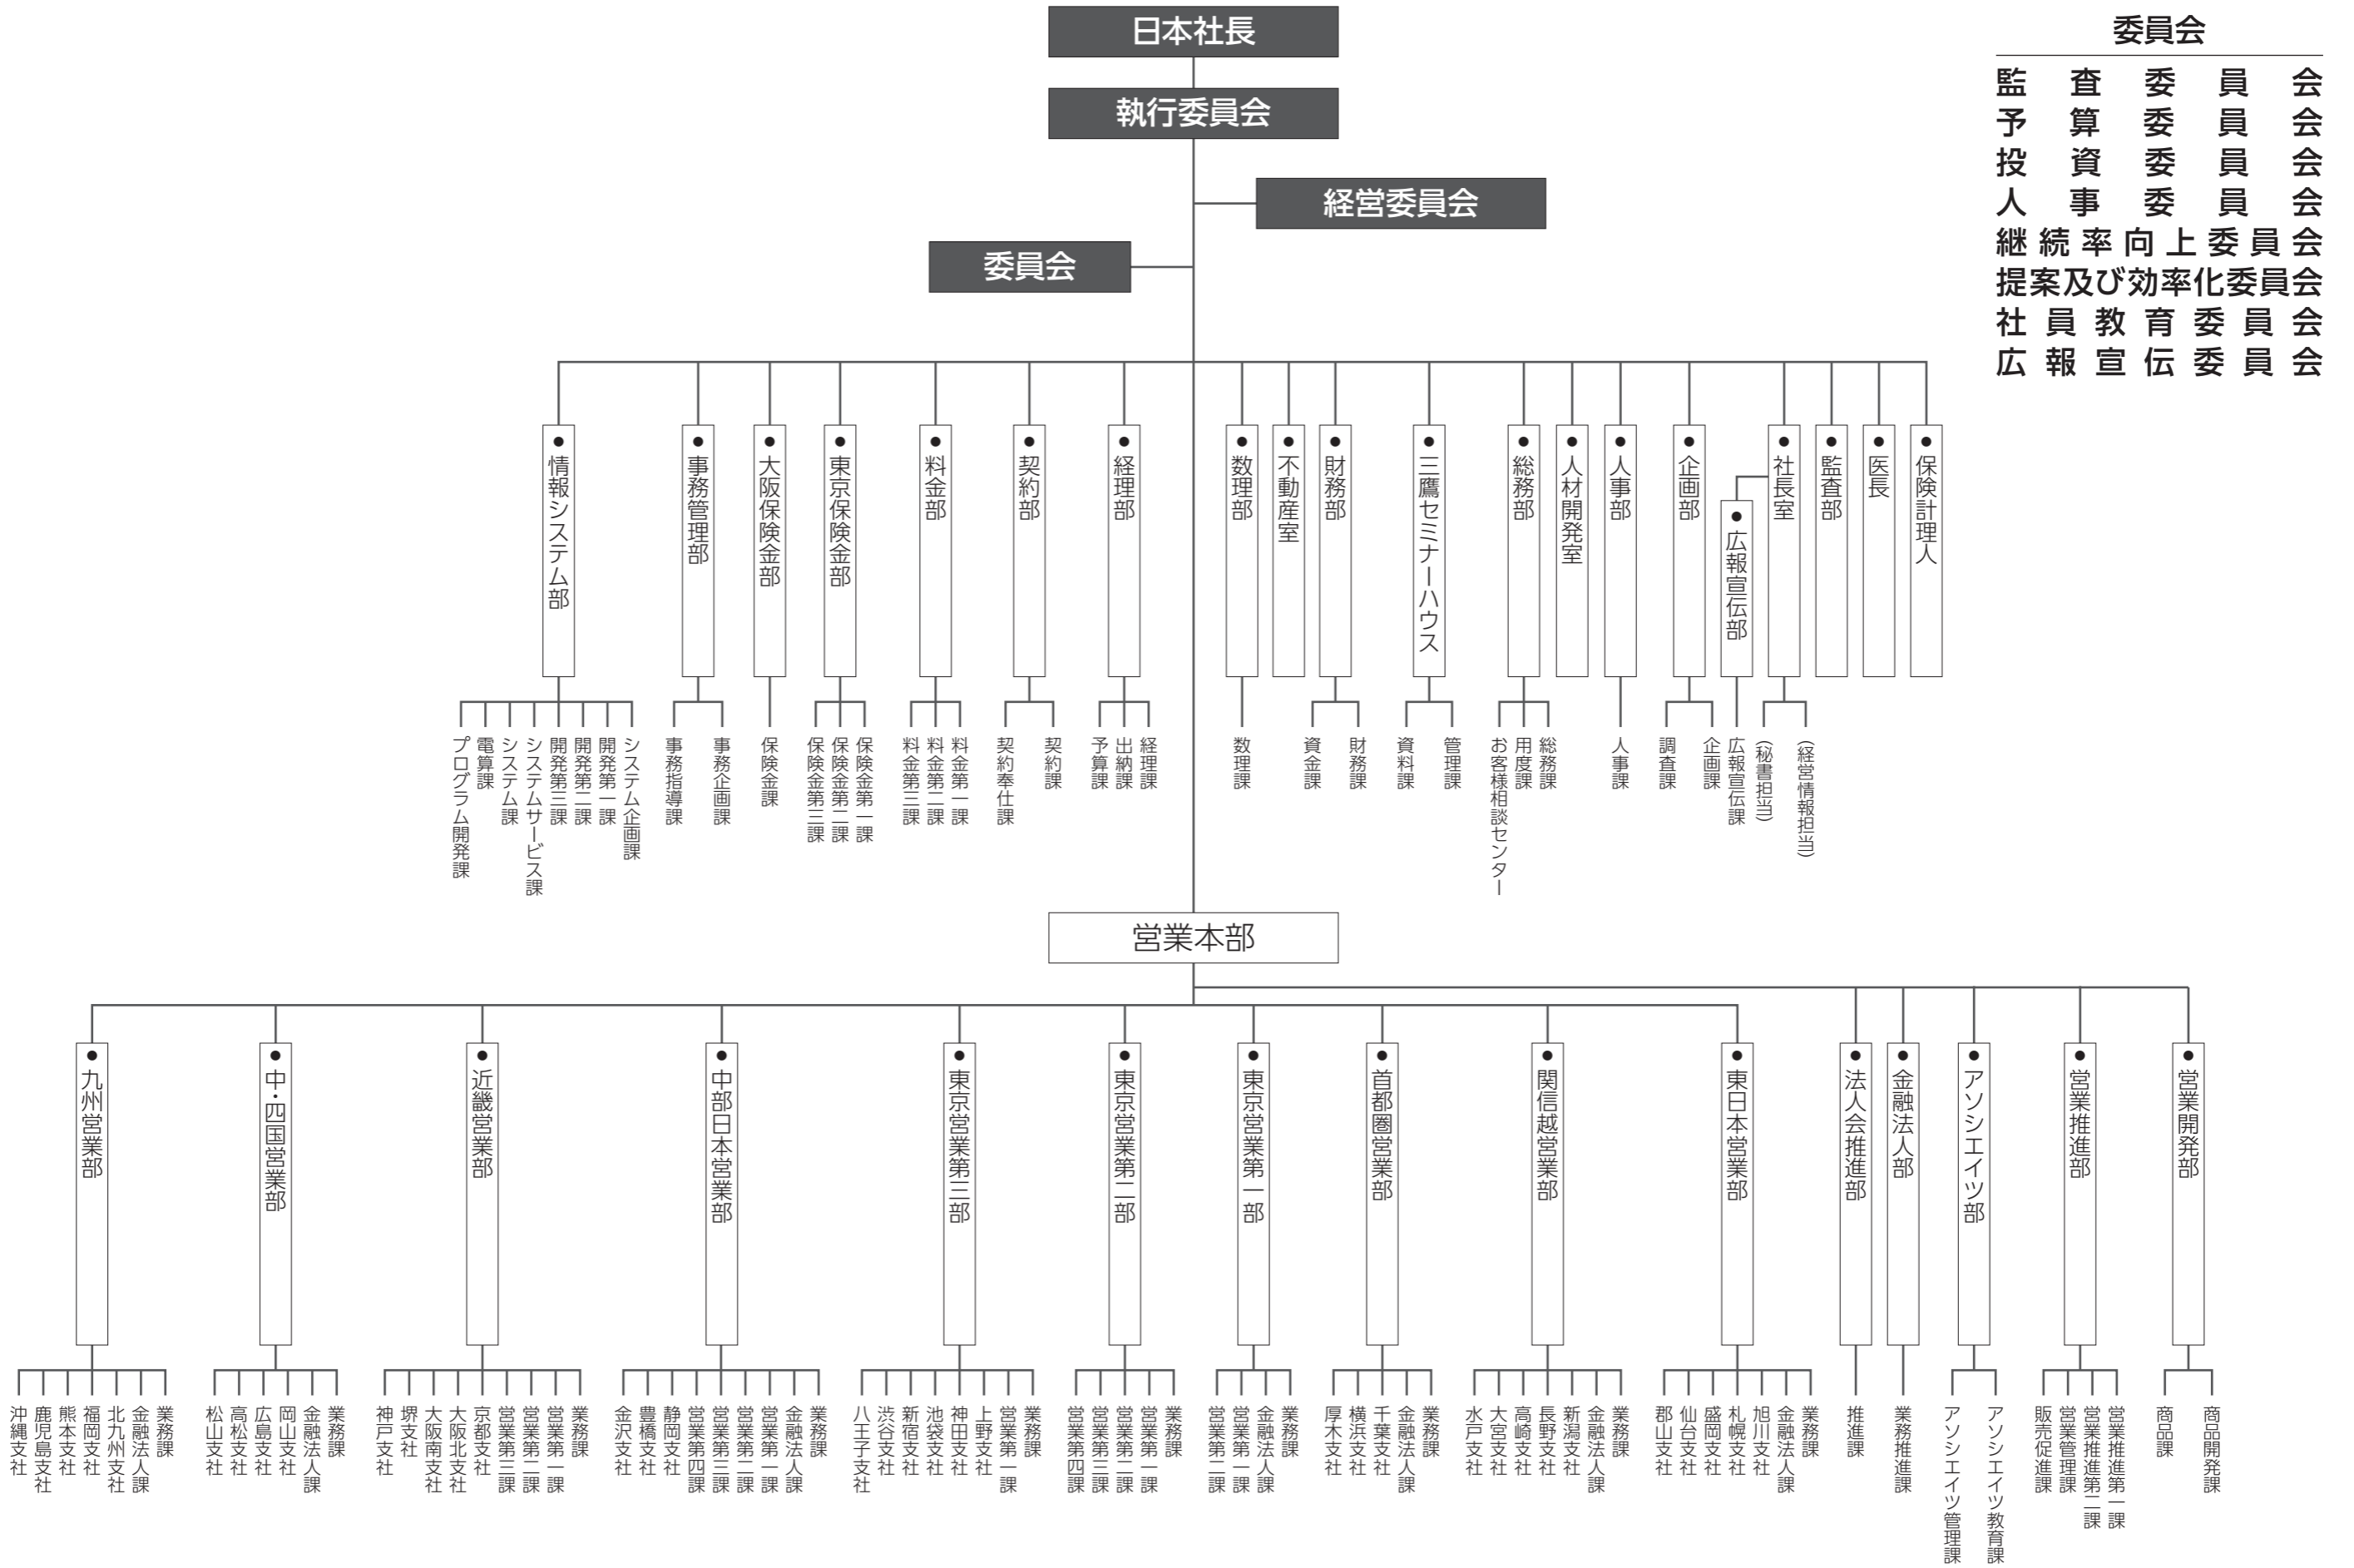 日本社長
執行委員会
経営委員会
委員会
委員会
監査委員会
予算委員会
投資委員会
人事委員会
継続率向上委員会
提案及び効率化委員会
社員教育委員会
広報宣伝委員会
●保険計理人
●医長
●監査部
●社長室
●広報宣伝部
●企画部
●人事部
●人材開発室
●総務部
●三鷹セミナーハウス
●財務部
●不動産室
●数理部
●経理部
●契約部
●料金部
●東京保険金部
●大阪保険金部
●事務管理部
●情報システム部
(経営情報担当)
(秘書担当)
広報宣伝課
企画課
調査課
人事課
総務課
用度課
お客様相談センター
管理課
資料課
財務課
資金課
数理課
経理課
出納課
予算課
契約課
契約奉仕課
料金第一課
料金第二課
料金第三課
保険金第一課
保険金第二課
保険金第三課
保険金課
事務企画課
事務指導課
システム企画課
開発第一課
開発第二課
開発第三課
システムサービス課
システム課
電算課
プログラム開発課
営業本部
●営業開発部
●営業推進部
●アソシエイツ部
●金融法人部
●法人会推進部
●東日本営業部
●関信越営業部
●首都圏営業部
●東京営業第一部
●東京営業第二部
●東京営業第三部
●中部日本営業部
●近畿営業部
●中・四国営業部
●九州営業部
商品開発課
商品課
営業推進第一課
営業推進第二課
営業管理課
販売促進課
アソシエイツ教育課
アソシエイツ管理課
業務推進課
推進課
業務課
金融法人課
旭川支社
札幌支社
盛岡支社
仙台支社
郡山支社
業務課
金融法人課
新潟支社
長野支社
高崎支社
大宮支社
水戸支社
業務課
金融法人課
千葉支社
横浜支社
厚木支社
業務課
金融法人課
営業第一課
営業第二課
業務課
営業第一課
営業第二課
営業第三課
営業第四課
業務課
営業第一課
上野支社
神田支社
池袋支社
新宿支社
渋谷支社
八王子支社
業務課
金融法人課
営業第一課
営業第二課
営業第三課
営業第四課
静岡支社
豊橋支社
金沢支社
業務課
営業第一課
営業第二課
営業第三課
京都支社
大阪北支社
大阪南支社
堺支社
神戸支社
業務課
金融法人課
岡山支社
広島支社
高松支社
松山支社
業務課
金融法人課
北九州支社
福岡支社
熊本支社
鹿児島支社
沖縄支社